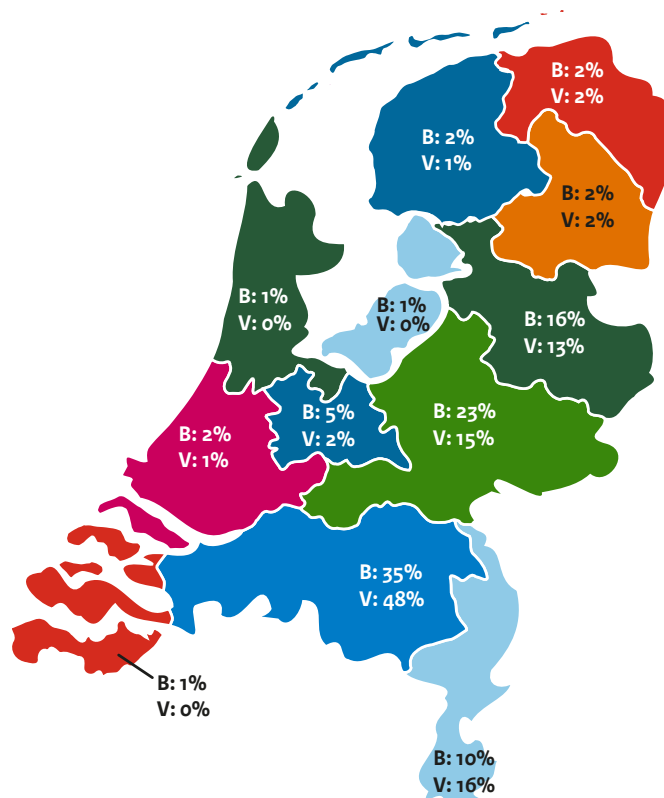 B: 2%
V: 2%
B: 2%
V: 1%
B: 2%
V: 2%
B: 1%
V: 0%
B: 1%
V: 0%
B: 16%
V: 13%
B: 5%
V: 2%
B: 23%
V: 15%
B: 2%
V: 1%
B: 35%
V: 48%
B: 1%
V: 0%
B: 10%
V: 16%